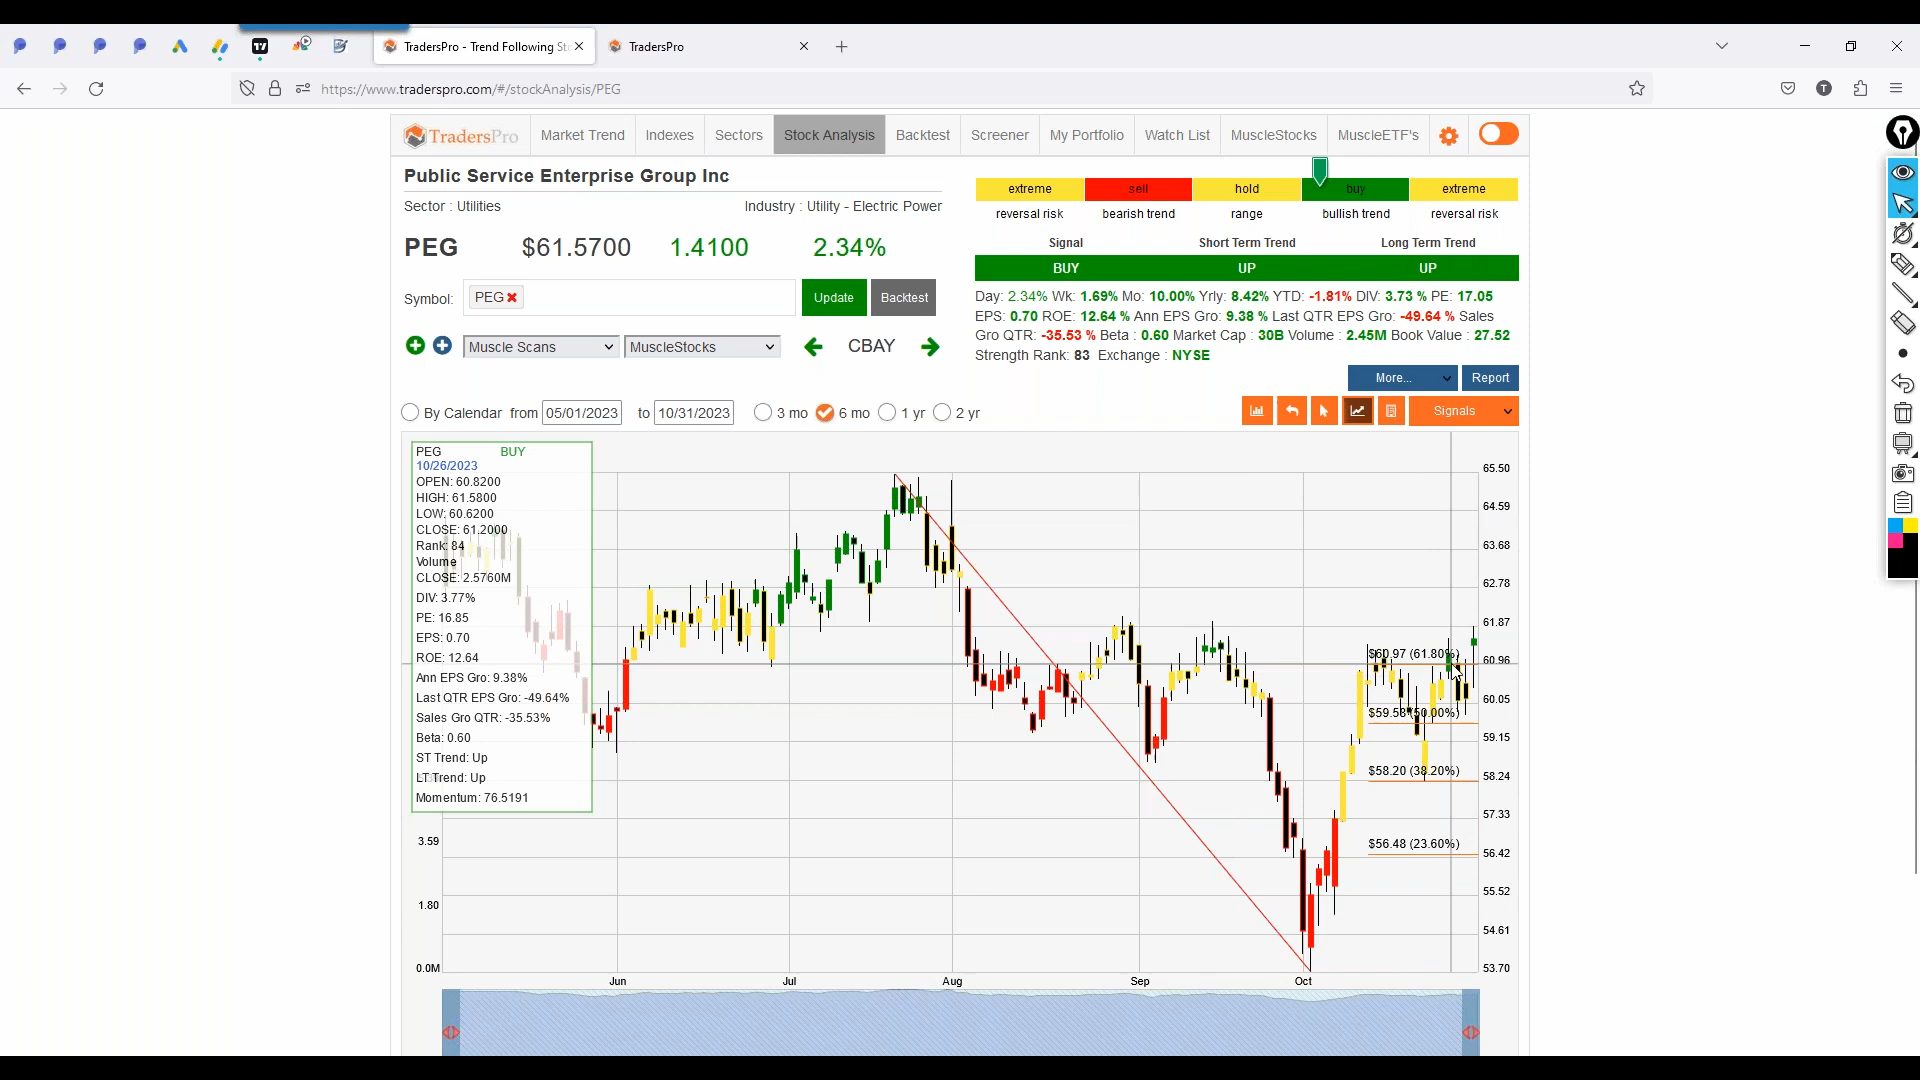 TradersPro - Trend Following Sto
TradersPro
https://www.traderspro.com/#/stockAnalysis/PEG
T
TradersPro
Market Trend
Indexes
Sectors
Stock Analysis
Backtest
Screener
My Portfolio
Watch List
MuscleStocks
MuscleETF's
Public Service Enterprise Group Inc
Sector : Utilities
Industry : Utility - Electric Power
PEG $61.5700 1.4100 2.34%
Symbol: PEG
Update
Backtest
Muscle Scans
MuscleStocks
CBAY
extreme sell hold buy extreme
reversal risk bearish trend range bullish trend reversal risk
Signal Short Term Trend Long Term Trend
BUY UP UP
Day: 2.34% Wk: 1.69% Mo: 10.00% Yrly: 8.42% YTD: -1.81% DIV: 3.73 % PE: 17.05
EPS: 0.70 ROE: 12.64 % Ann EPS Gro: 9.38 % Last QTR EPS Gro: -49.64 % Sales
Gro QTR: -35.53 % Beta : 0.60 Market Cap : 30B Volume : 2.45M Book Value : 27.52
Strength Rank: 83 Exchange : NYSE
More...
Report
By Calendar from 05/01/2023 to 10/31/2023 3 mo 6 mo 1 yr 2 yr
Signals
PEG BUY
10/26/2023
OPEN: 60.8200
HIGH: 61.5800
LOW: 60.6200
CLOSE: 61.2000
Rank: 84
Volume
CLOSE: 2.5760M
DIV: 3.77%
PE: 16.85
EPS: 0.70
ROE: 12.64
Ann EPS Gro: 9.38%
Last QTR EPS Gro: -49.64%
Sales Gro QTR: -35.53%
Beta: 0.60
ST Trend: Up
LT Trend: Up
Momentum: 76.5191
3.59
1.80
0.0M
$60.97 (61.80%)
$59.58 (50.00%)
$58.20 (38.20%)
$56.48 (23.60%)
65.50
64.59
63.68
62.78
61.87
60.96
60.05
59.15
58.24
57.33
56.42
55.52
54.61
53.70
Jun Jul Aug Sep Oct